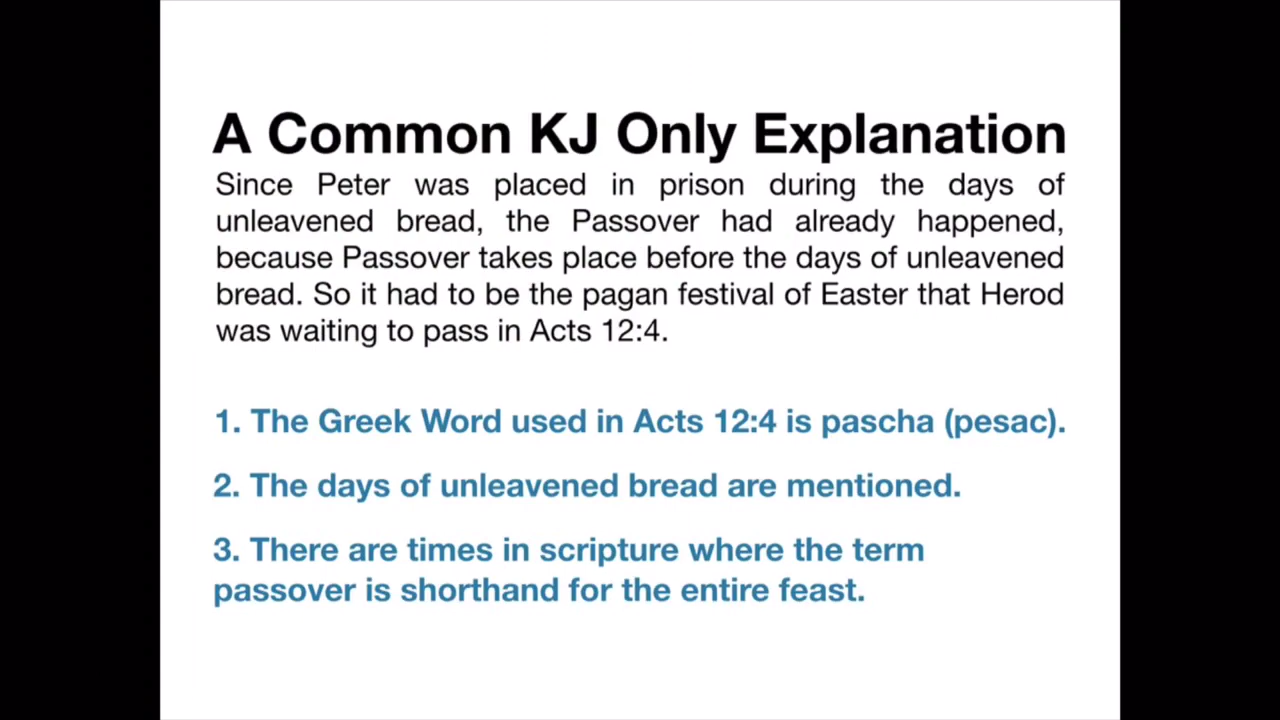 A Common KJ Only Explanation
Since Peter was placed in prison during the days of
unleavened bread, the Passover had already happened,
because Passover takes place before the days of unleavened
bread. So it had to be the pagan festival of Easter that Herod
was waiting to pass in Acts 12:4.
1. The Greek Word used in Acts 12:4 is pascha (pesac).
2. The days of unleavened bread are mentioned.
3. There are times in scripture where the term
passover is shorthand for the entire feast.